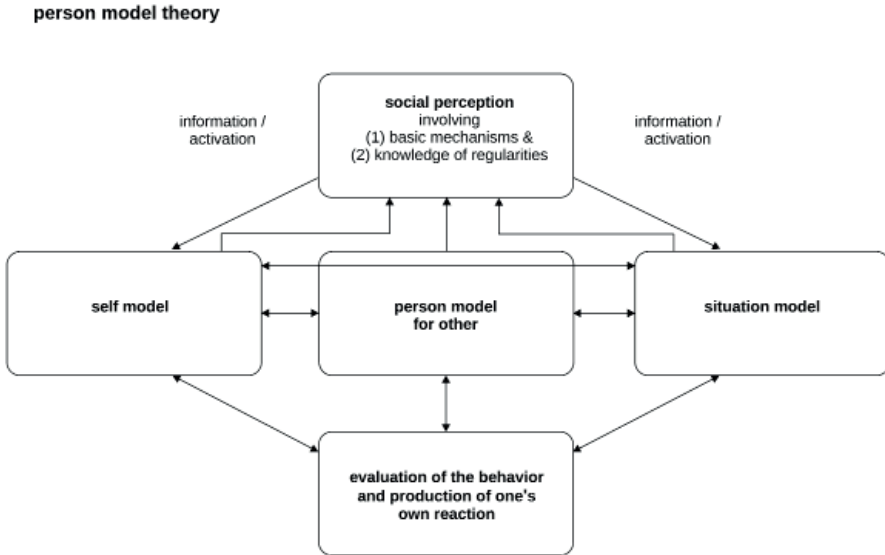 person model theory
social perception
involving
(1) basic mechanisms &
(2) knowledge of regularities
information /
activation
information /
activation
self model
person model
for other
situation model
evaluation of the behavior
and production of one's
own reaction